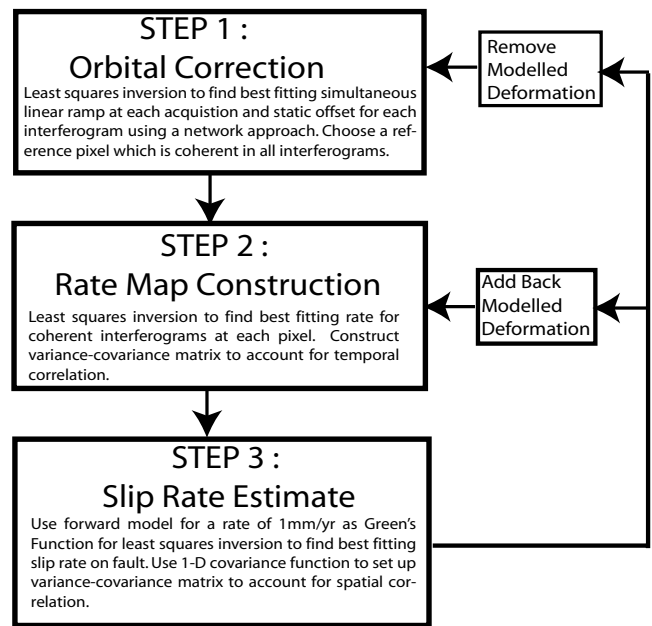 STEP 1 :
Orbital Correction
Least squares inversion to find best fitting simultaneous
linear ramp at each acquistion and static offset for each
interferogram using a network approach. Choose a ref-
erence pixel which is coherent in all interferograms.
Remove
Modelled
Deformation
STEP 2 :
Rate Map Construction
Least squares inversion to find best fitting rate for
coherent interferograms at each pixel. Construct
variance-covariance matrix to account for temporal
correlation.
Add Back
Modelled
Deformation
STEP 3 :
Slip Rate Estimate
Use forward model for a rate of 1mm/yr as Green's
Function for least squares inversion to find best fitting
slip rate on fault. Use 1-D covariance function to set up
variance-covariance matrix to account for spatial cor-
relation.